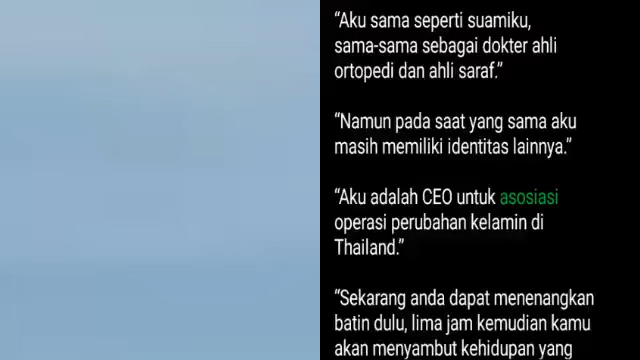 “Aku sama seperti suamiku,
sama-sama sebagai dokter ahli
ortopedi dan ahli saraf.”
“Namun pada saat yang sama aku
masih memiliki identitas lainnya.”
“Aku adalah CEO untuk asosiasi
operasi perubahan kelamin di
Thailand.”
“Sekarang anda dapat menenangkan
batin dulu, lima jam kemudian kamu
akan menyambut kehidupan yang